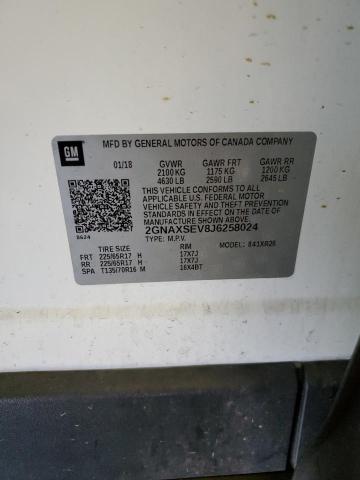 GM
MFD BY GENERAL MOTORS OF CANADA COMPANY
01/18 GVWR GAWR FRT GAWR RR
2100 KG 1175 KG 1200 KG
4630 LB 2590 LB 2645 LB
THIS VEHICLE CONFORMS TO ALL
APPLICABLE U.S. FEDERAL MOTOR
VEHICLE SAFETY AND THEFT
PREVENTION STANDARDS IN EFFECT
ON THE DATE OF MANUFACTURE
SHOWN ABOVE.
2GNAXSEV8J6258024
8624 TYPE: M.P.V. MODEL: 841XR26
TIRE SIZE RIM
FRT 225/65R17 H 17X7J
RR 225/65R17 H 17X7J
SPA T135/70R16 M 16X4BT